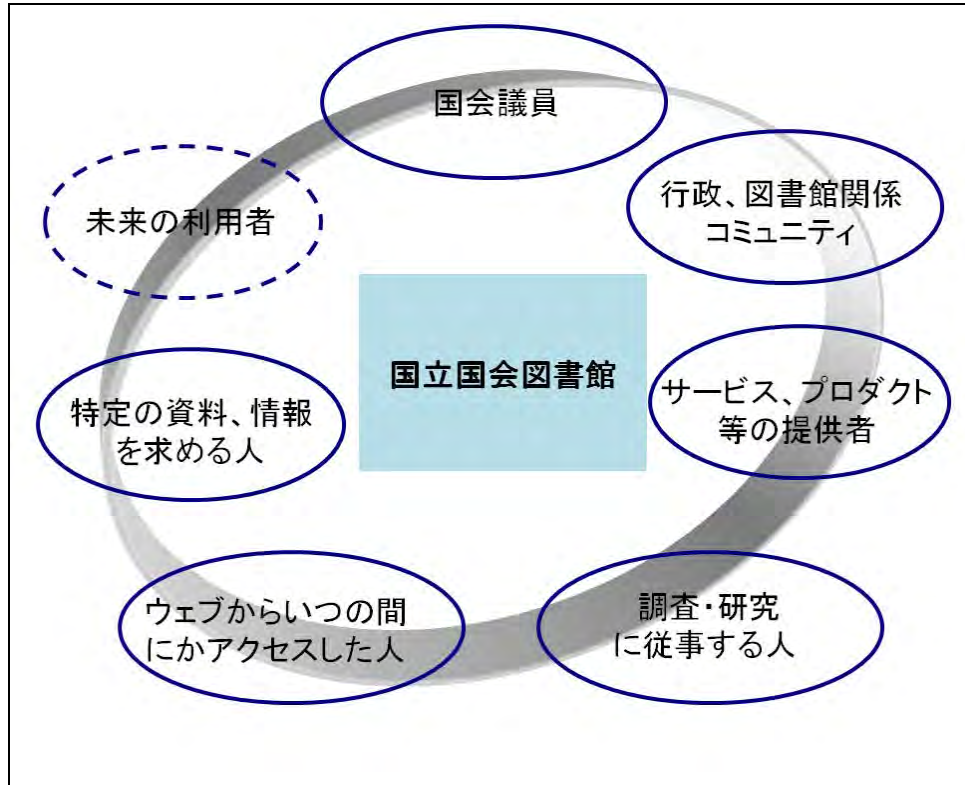 国会議員
行政、図書館関係
コミュニティ
未来の利用者
国立国会図書館
サービス、プロダクト
等の提供者
特定の資料、情報
を求める人
ウェブからいつの間
にかアクセスした人
調査・研究
に従事する人